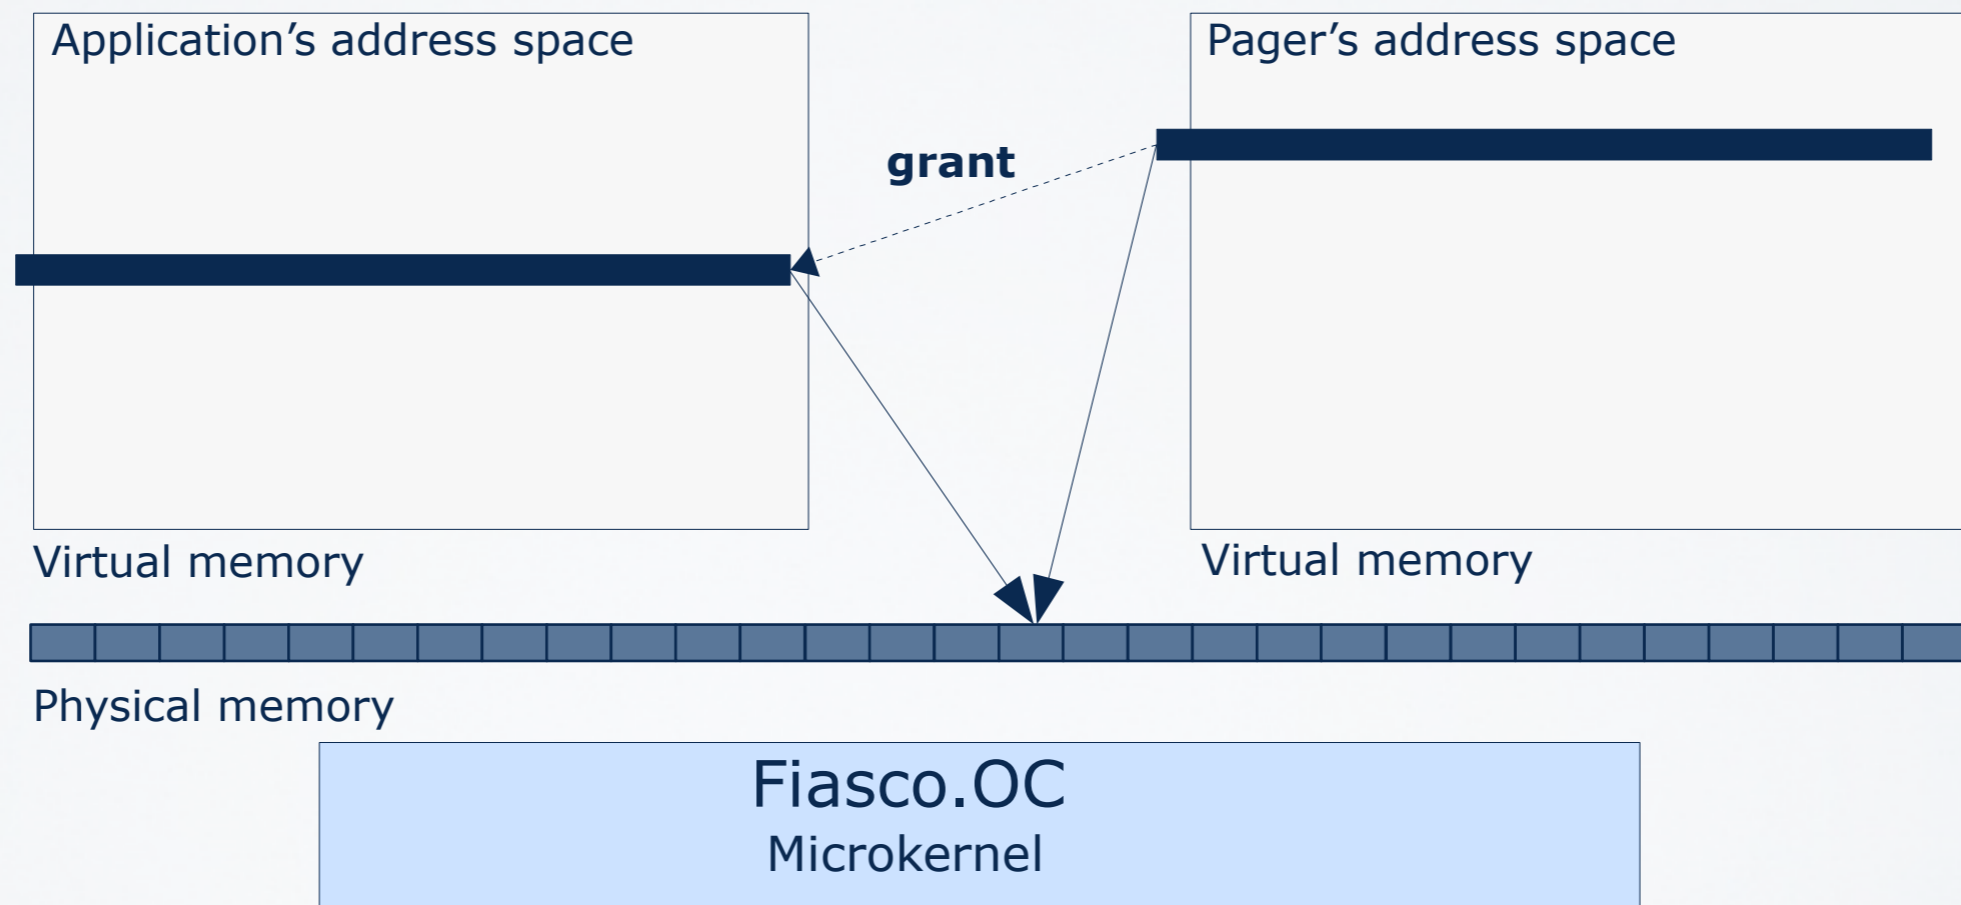 Application’s address space
Pager’s address space
grant
Virtual memory
Virtual memory
Physical memory
Fiasco.OC
Microkernel